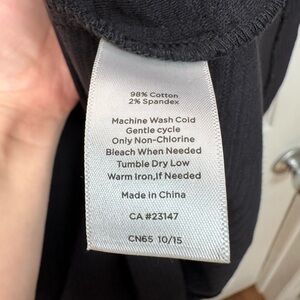 98% Cotton
2% Spandex
Machine Wash Cold
Gentle cycle
Only Non-Chlorine
Bleach When Needed
Tumble Dry Low
Warm Iron,If Needed
Made in China
CA #23147
CN65 10/15